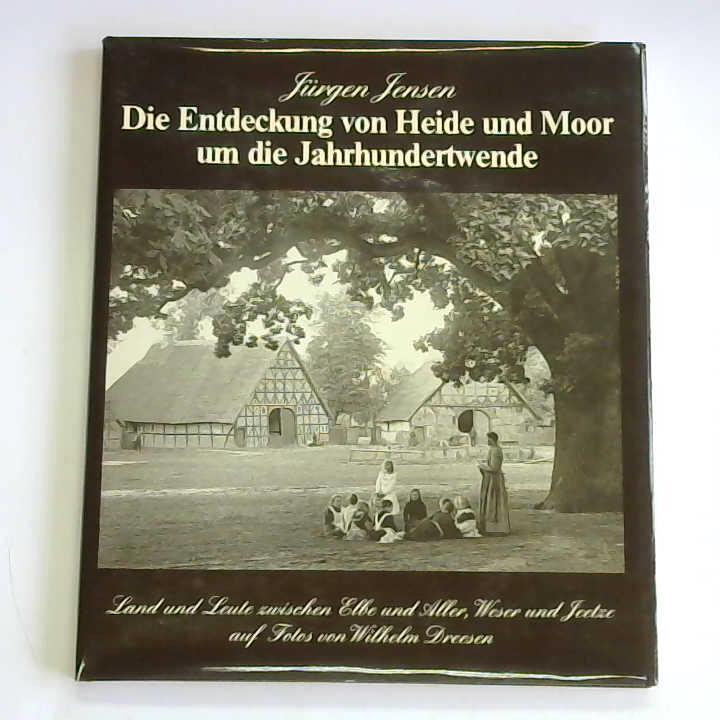 Jürgen Jensen
Die Entdeckung von Heide und Moor
um die Jahrhundertwende
Land und Leute zwischen Elbe und Aller, Weser und Jeetze
auf Fotos von Wilhelm Dreesen